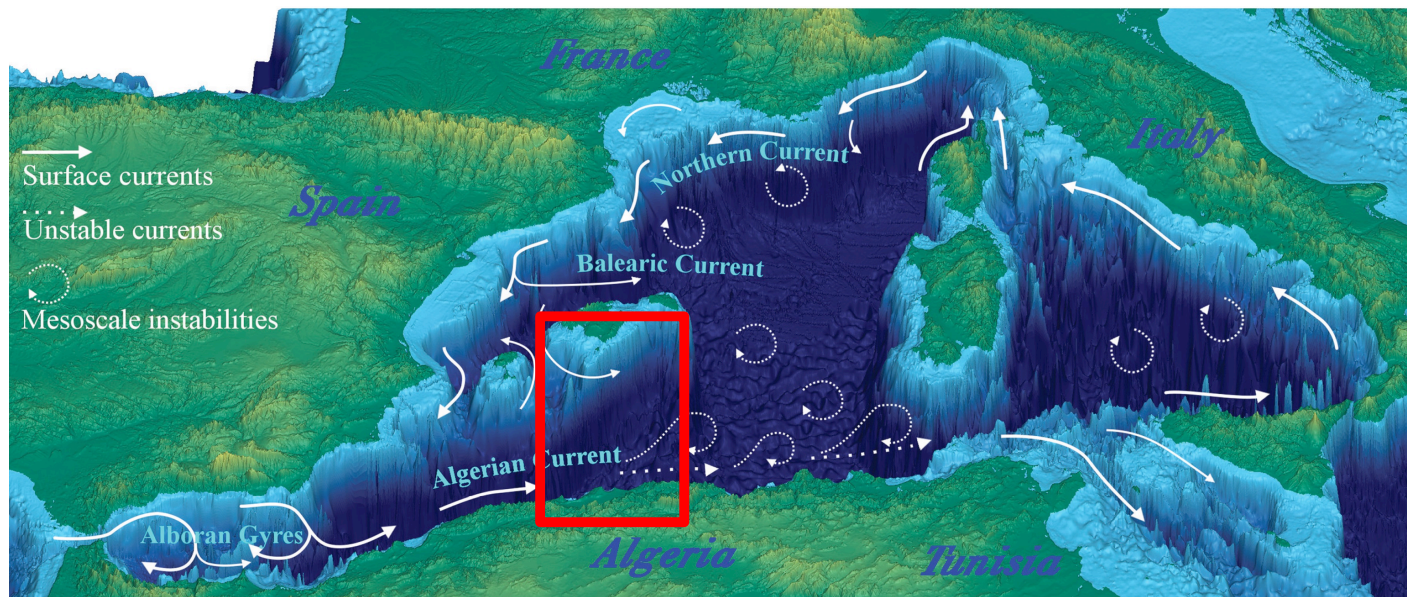 France
Italy
Surface currents
Spain
Northern Current
Unstable currents
Balearic Current
Mesoscale instabilities
Algerian Current
Alboran Gyres
Algeria
Tunisia